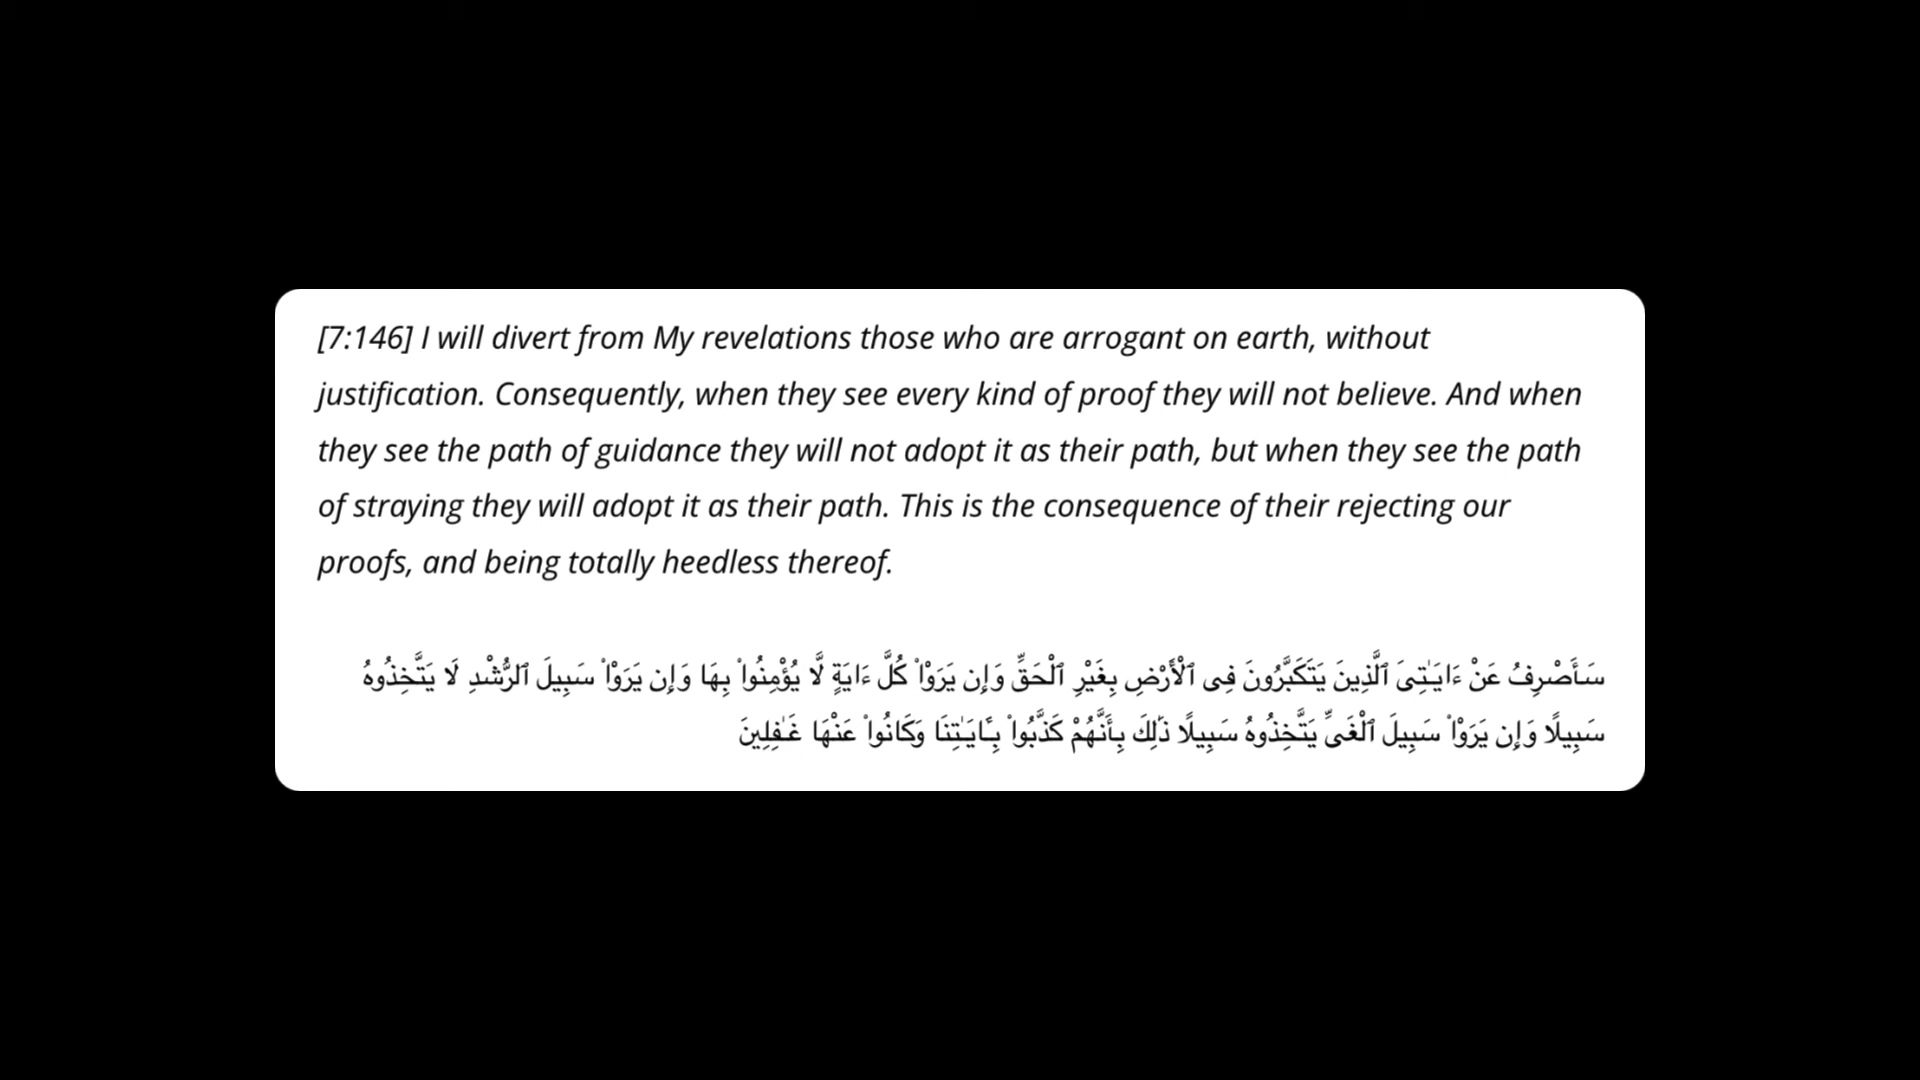 [7:146] I will divert from My revelations those who are arrogant on earth, without
justification. Consequently, when they see every kind of proof they will not believe. And when
they see the path of guidance they will not adopt it as their path, but when they see the path
of straying they will adopt it as their path. This is the consequence of their rejecting our
proofs, and being totally heedless thereof.
سَأَصْرِفُ عَنْ ءَايَـٰتِىَ ٱلَّذِينَ يَتَكَبَّرُونَ فِى ٱلْأَرْضِ بِغَيْرِ ٱلْحَقِّ وَإِن يَرَوْا۟ كُلَّ ءَايَةٍ لَّا يُؤْمِنُوا۟ بِهَا وَإِن يَرَوْا۟ سَبِيلَ ٱلرُّشْدِ لَا يَتَّخِذُوهُ
سَبِيلًا وَإِن يَرَوْا۟ سَبِيلَ ٱلْغَىِّ يَتَّخِذُوهُ سَبِيلًا ذَٰلِكَ بِأَنَّهُمْ كَذَّبُوا۟ بِـَٔايَـٰتِنَا وَكَانُوا۟ عَنْهَا غَـٰفِلِينَ